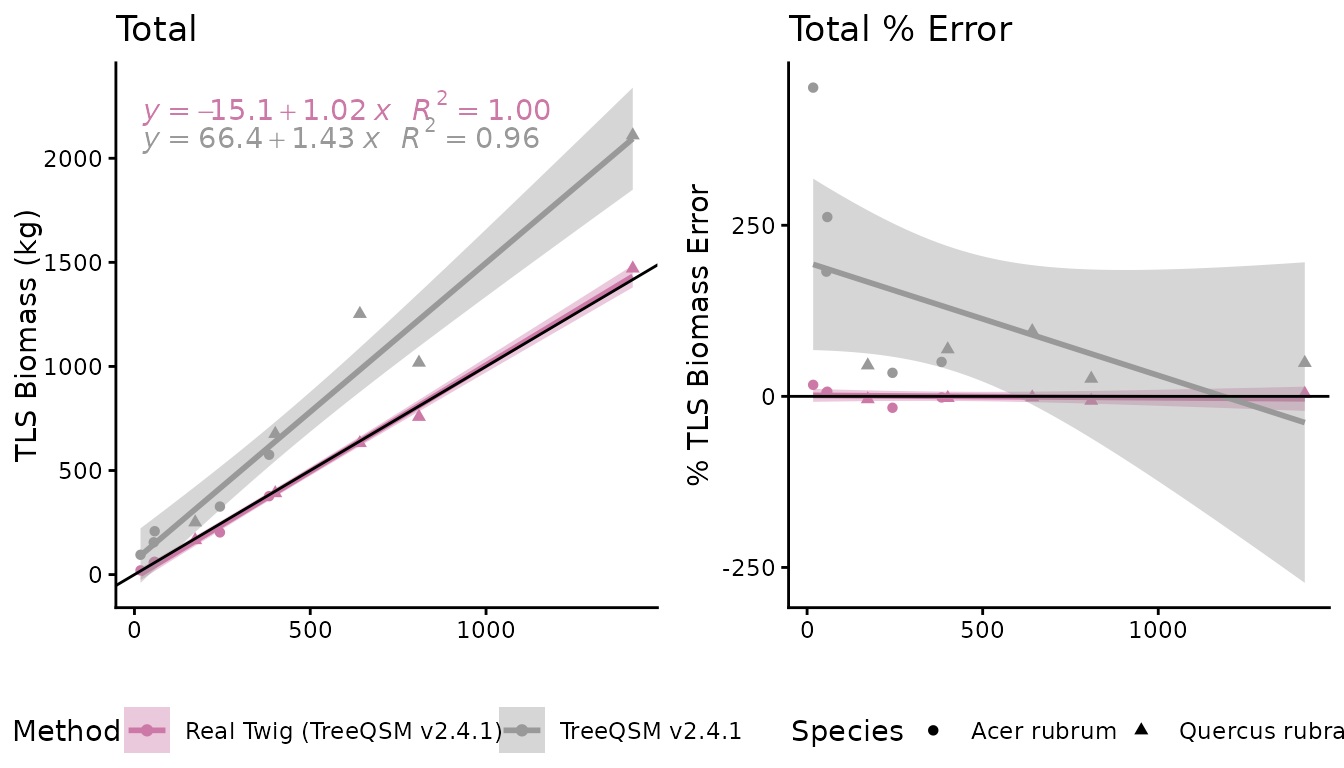 Total
Total % Error
y = –15.1 + 1.02 x R² = 1.00
y = 66.4 + 1.43 x R² = 0.96
TLS Biomass (kg)
2000
1500
1000
500
0
0 500 1000
% TLS Biomass Error
250
0
-250
0 500 1000
Method Real Twig (TreeQSM v2.4.1) TreeQSM v2.4.1 Species Acer rubrum Quercus rubra